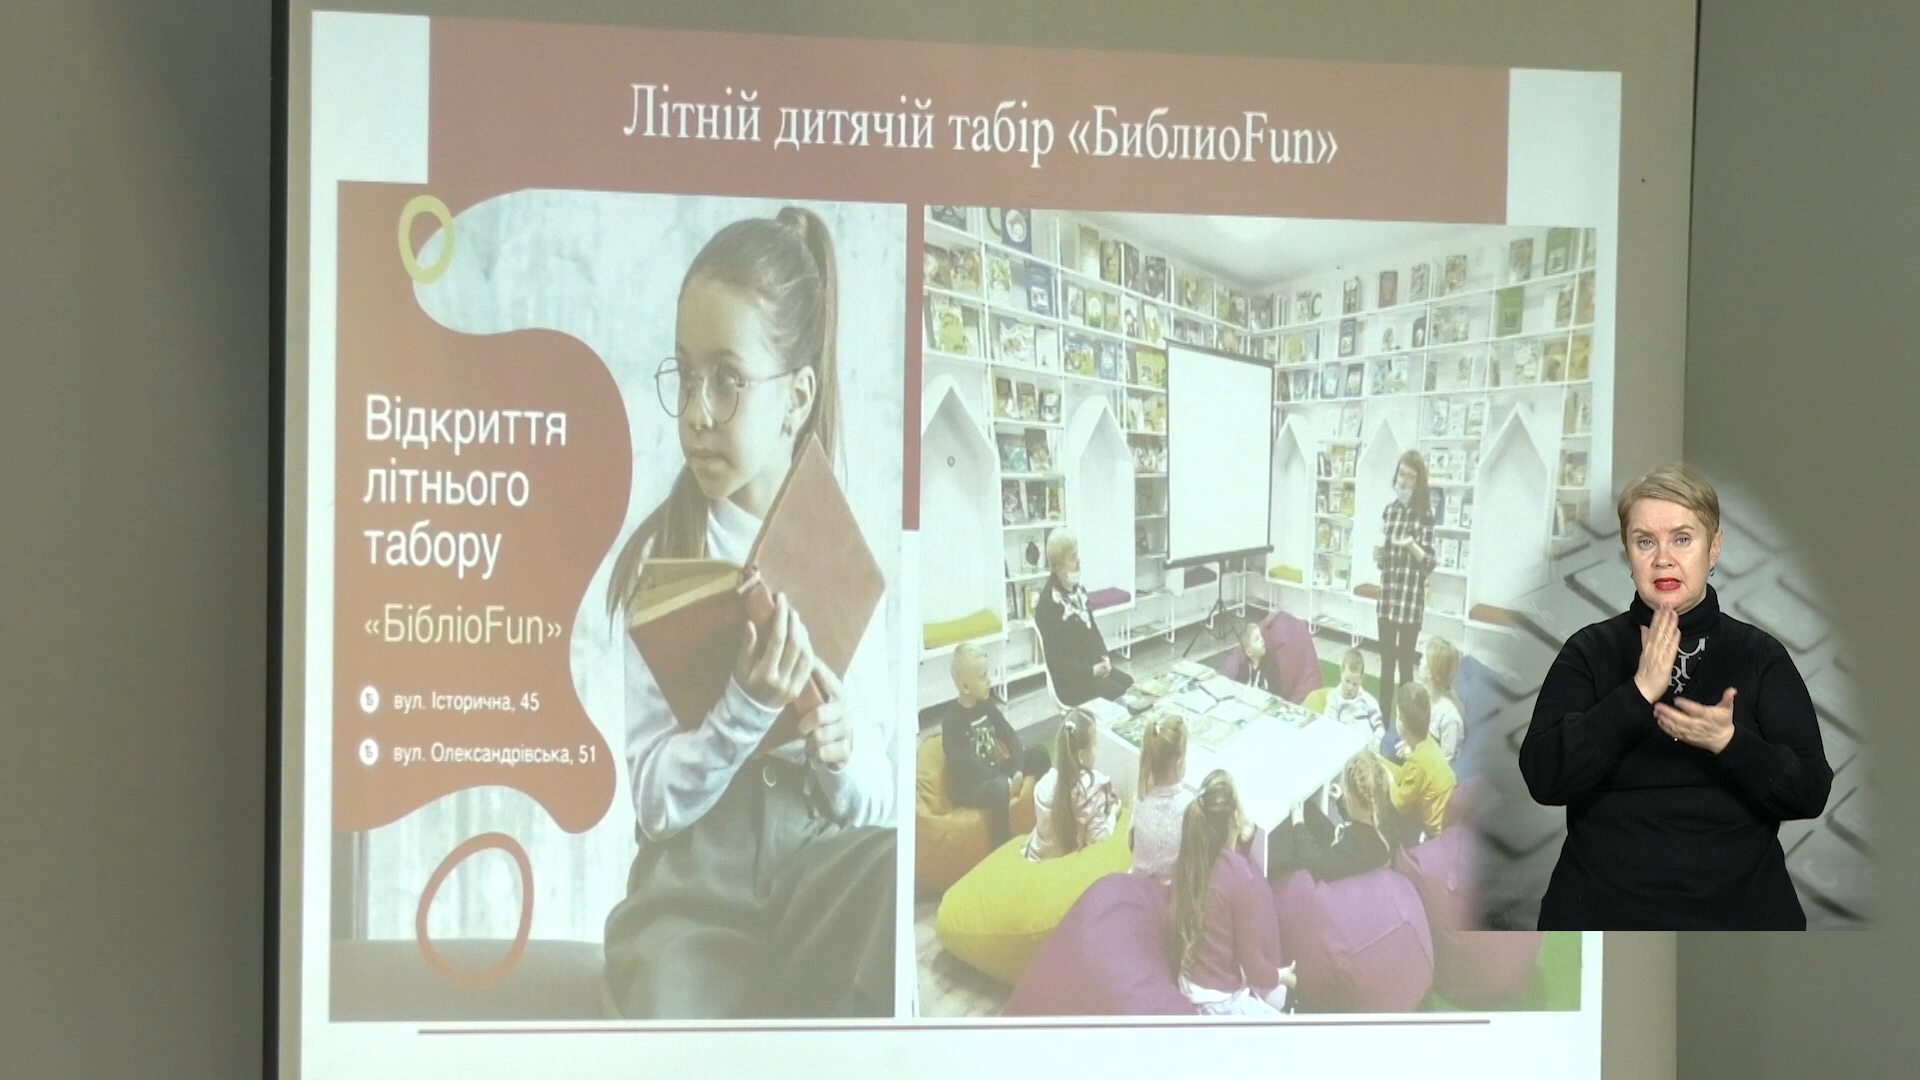 Літній дитячій табір «БиблиоFun»
Відкриття
літнього
табору
«БібліоFun»
вул. Історична, 45
вул. Олександрівська, 51